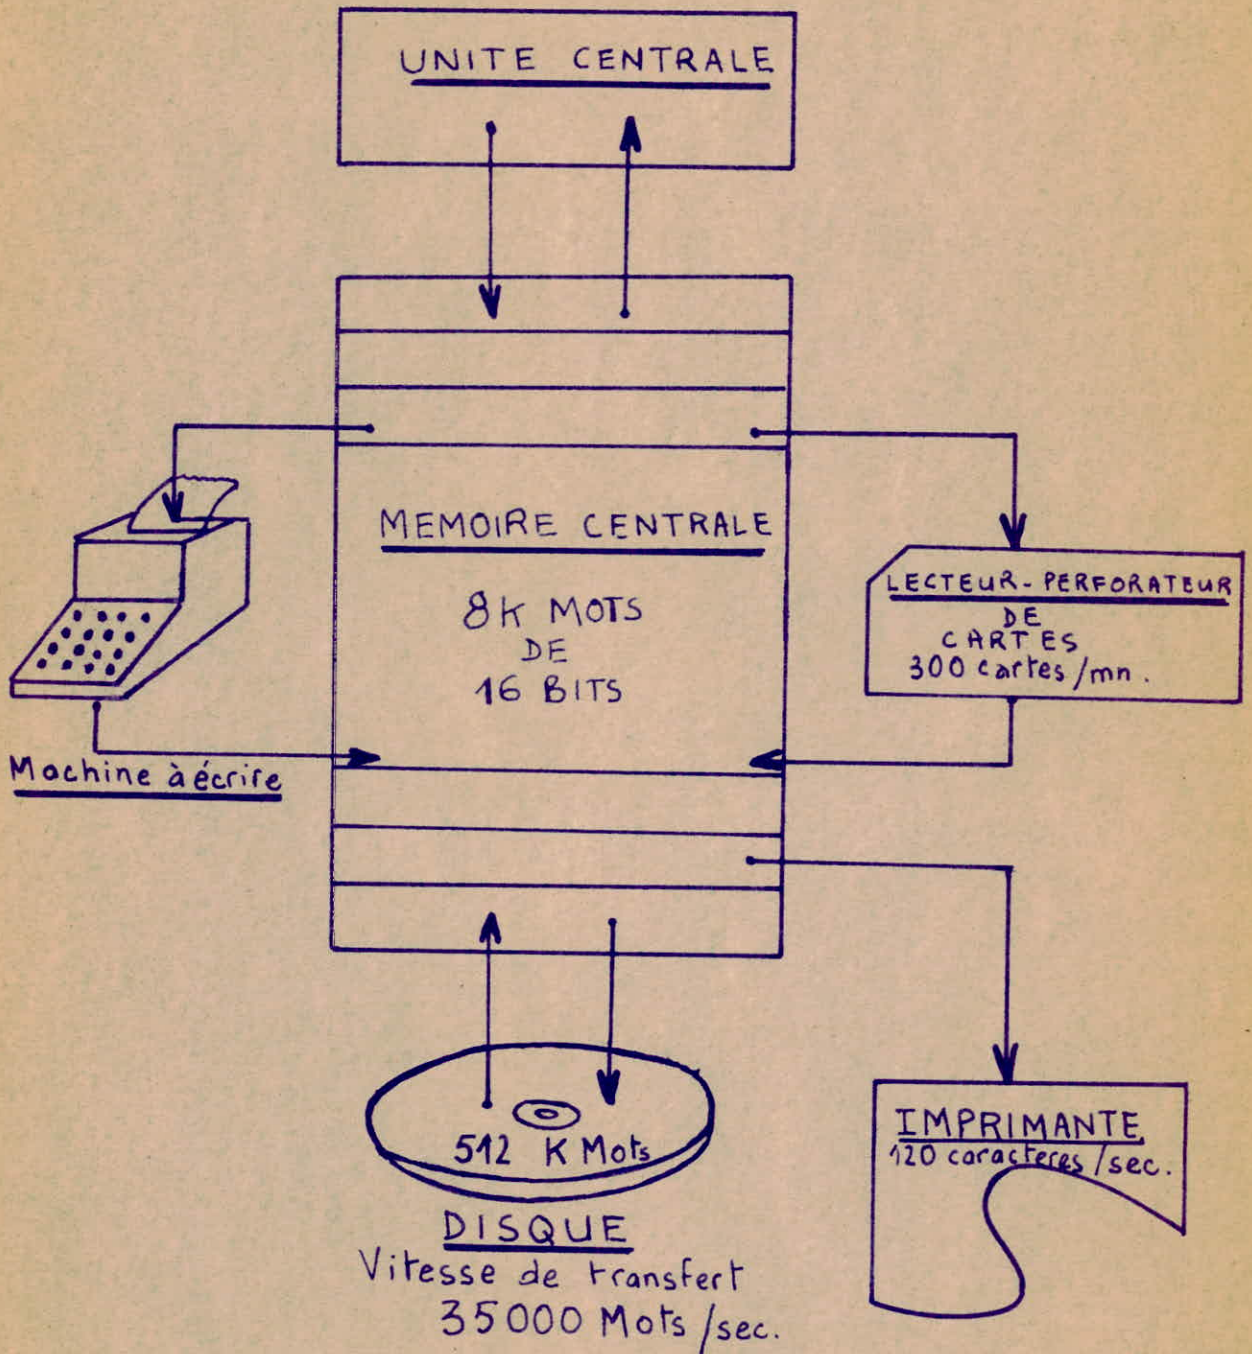 UNITE CENTRALE
MEMOIRE CENTRALE
8K MOTS
DE
16 BITS
Machine à écrire
LECTEUR-PERFORATEUR
DE
CARTES
300 cartes/mn.
512 K Mots
DISQUE
Vitesse de transfert
35000 Mots/sec.
IMPRIMANTE
120 caracteres/sec.